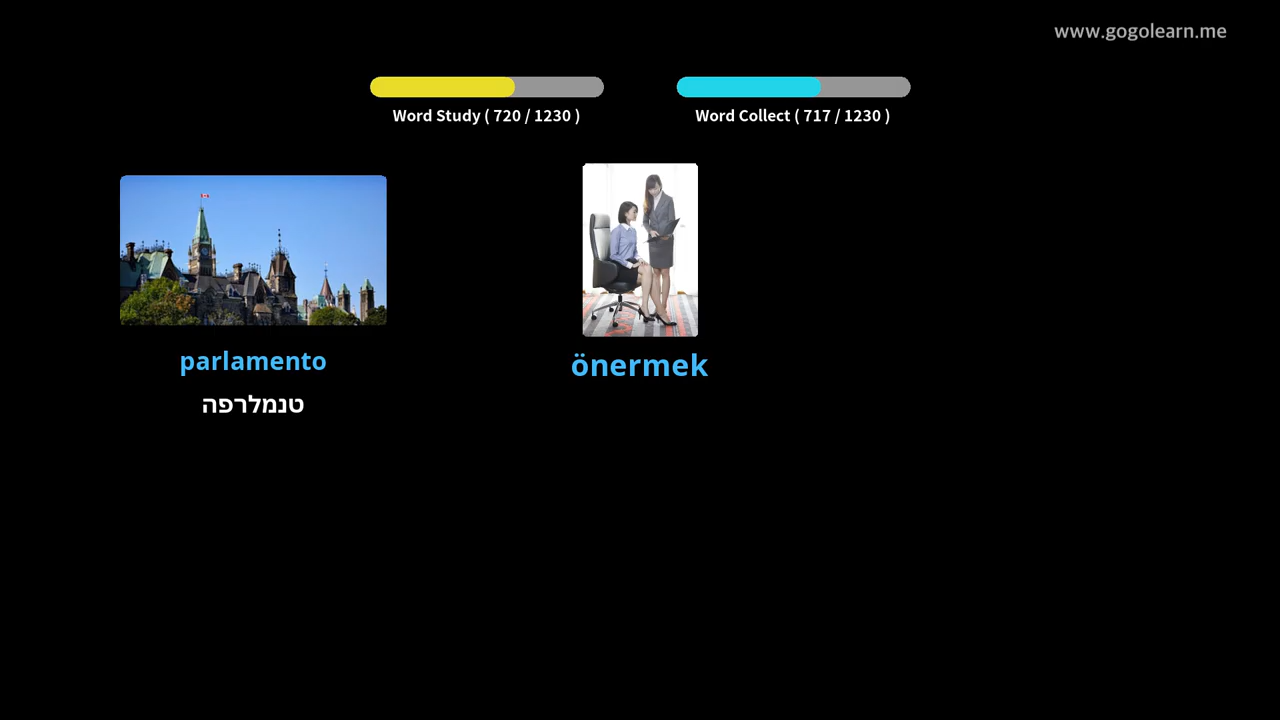 www.gogolearn.me
Word Study ( 720 / 1230 )
Word Collect ( 717 / 1230 )
parlamento
טנמלרפה
önermek